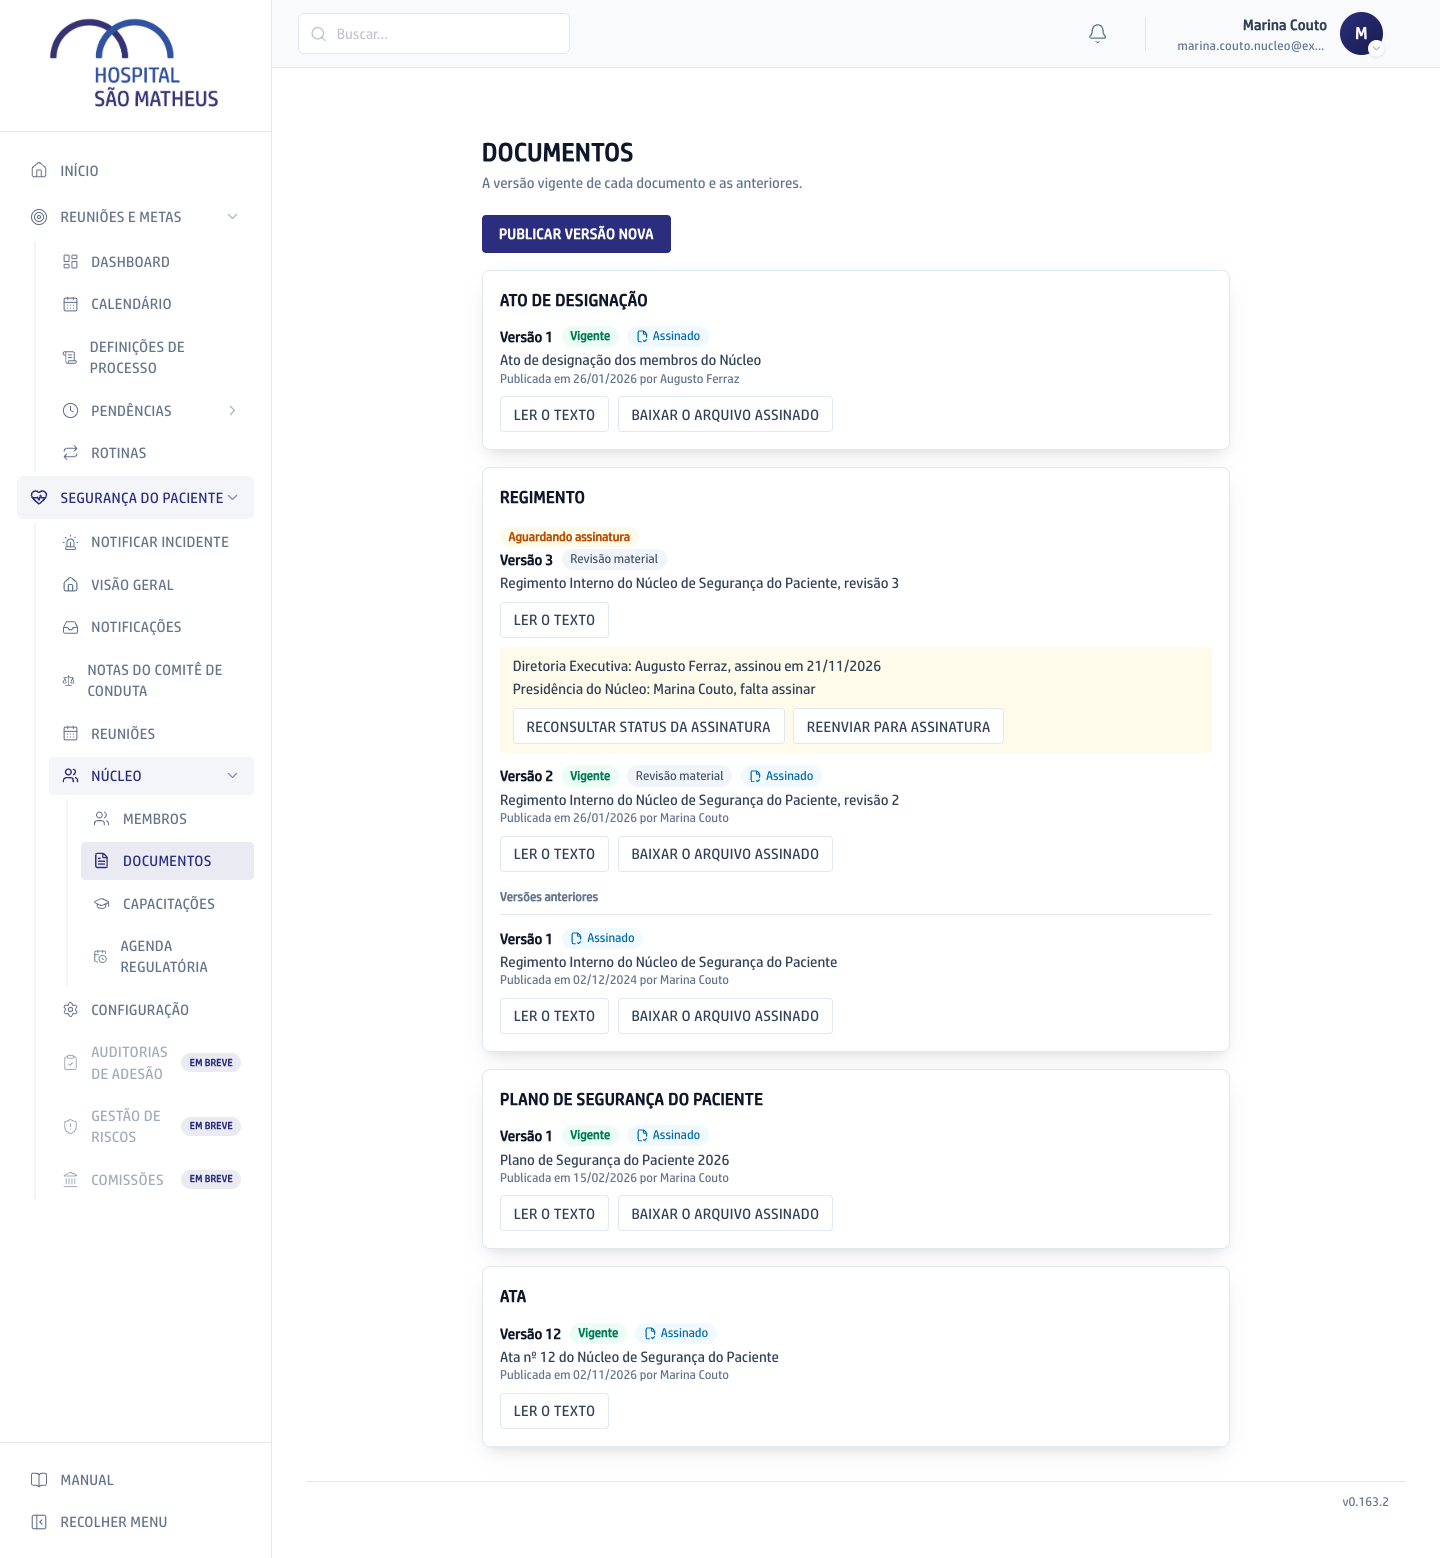 HOSPITAL
SÃO MATHEUS
Buscar...
Marina Couto
marina.couto.nucleo@ex...
M
INÍCIO
REUNIÕES E METAS
DASHBOARD
CALENDÁRIO
DEFINIÇÕES DE
PROCESSO
PENDÊNCIAS
ROTINAS
SEGURANÇA DO PACIENTE
NOTIFICAR INCIDENTE
VISÃO GERAL
NOTIFICAÇÕES
NOTAS DO COMITÊ DE
CONDUTA
REUNIÕES
NÚCLEO
MEMBROS
DOCUMENTOS
CAPACITAÇÕES
AGENDA
REGULATÓRIA
CONFIGURAÇÃO
AUDITORIAS
DE ADESÃO
EM BREVE
GESTÃO DE
RISCOS
EM BREVE
COMISSÕES
EM BREVE
MANUAL
RECOLHER MENU
DOCUMENTOS
A versão vigente de cada documento e as anteriores.
PUBLICAR VERSÃO NOVA
ATO DE DESIGNAÇÃO
Versão 1 Vigente Assinado
Ato de designação dos membros do Núcleo
Publicada em 26/01/2026 por Augusto Ferraz
LER O TEXTO BAIXAR O ARQUIVO ASSINADO
REGIMENTO
Aguardando assinatura
Versão 3 Revisão material
Regimento Interno do Núcleo de Segurança do Paciente, revisão 3
LER O TEXTO
Diretoria Executiva: Augusto Ferraz, assinou em 21/11/2026
Presidência do Núcleo: Marina Couto, falta assinar
RECONSULTAR STATUS DA ASSINATURA REENVIAR PARA ASSINATURA
Versão 2 Vigente Revisão material Assinado
Regimento Interno do Núcleo de Segurança do Paciente, revisão 2
Publicada em 26/01/2026 por Marina Couto
LER O TEXTO BAIXAR O ARQUIVO ASSINADO
Versões anteriores
Versão 1 Assinado
Regimento Interno do Núcleo de Segurança do Paciente
Publicada em 02/12/2024 por Marina Couto
LER O TEXTO BAIXAR O ARQUIVO ASSINADO
PLANO DE SEGURANÇA DO PACIENTE
Versão 1 Vigente Assinado
Plano de Segurança do Paciente 2026
Publicada em 15/02/2026 por Marina Couto
LER O TEXTO BAIXAR O ARQUIVO ASSINADO
ATA
Versão 12 Vigente Assinado
Ata nº 12 do Núcleo de Segurança do Paciente
Publicada em 02/11/2026 por Marina Couto
LER O TEXTO
v0.163.2